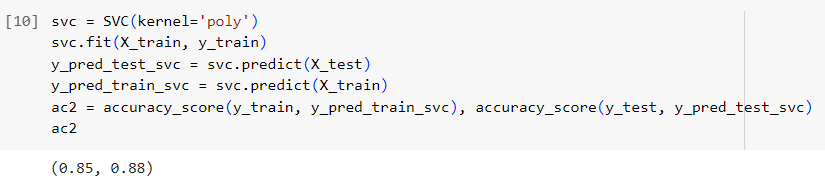 [10] svc = SVC(kernel='poly')
svc.fit(X_train, y_train)
y_pred_test_svc = svc.predict(X_test)
y_pred_train_svc = svc.predict(X_train)
ac2 = accuracy_score(y_train, y_pred_train_svc), accuracy_score(y_test, y_pred_test_svc)
ac2
(0.85, 0.88)